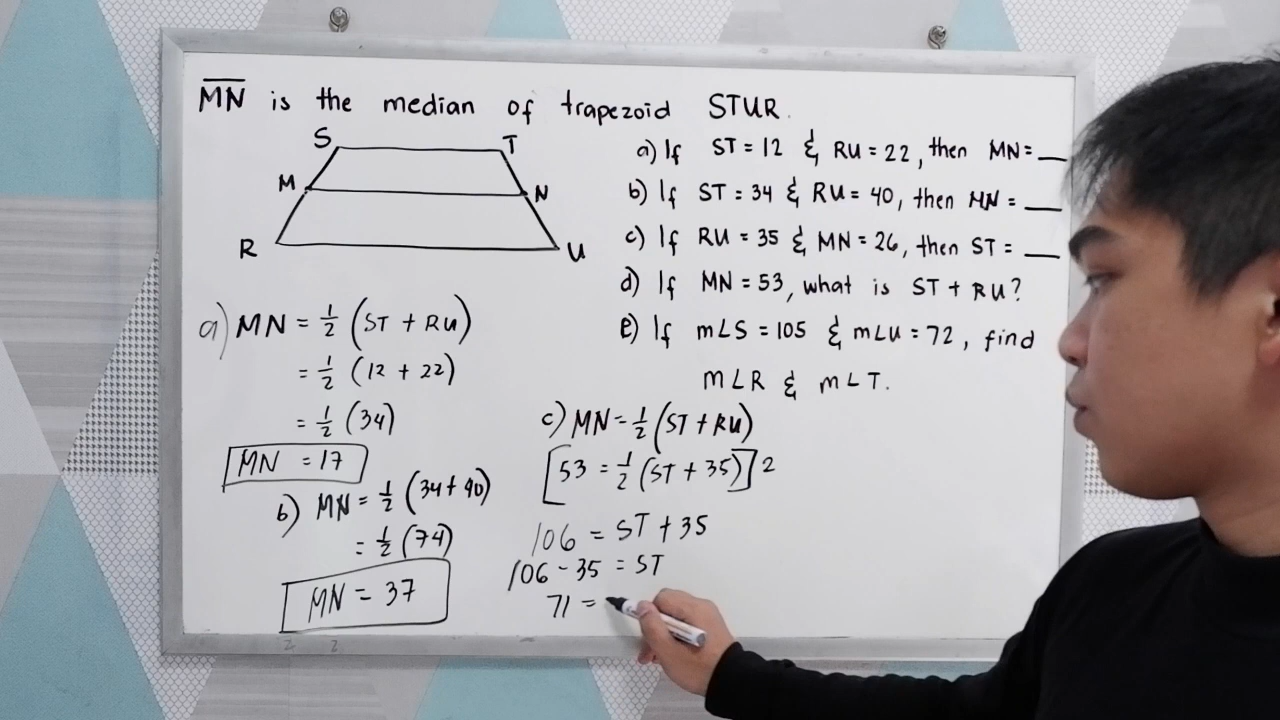 MN is the median of trapezoid STUR.
S T
M N
R U
a) If ST = 12 & RU = 22, then MN = __
b) If ST = 34 & RU = 40, then MN = __
c) If RU = 35 & MN = 26, then ST = __
d) If MN = 53, what is ST + RU?
e) If m∠S = 105 & m∠U = 72, find
m∠R & m∠T.
a) MN = 1/2 (ST + RU)
= 1/2 (12 + 22)
= 1/2 (34)
MN = 17
b) MN = 1/2 (34 + 40)
= 1/2 (74)
MN = 37
c) MN = 1/2 (ST + RU)
[53 = 1/2 (ST + 35)] 2
106 = ST + 35
106 - 35 = ST
71 =